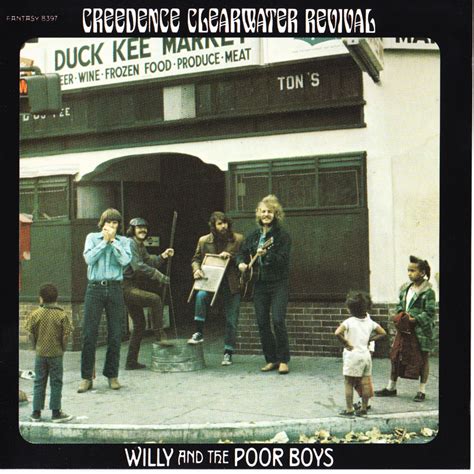 CREEDENCE CLEARWATER REVIVAL
FANTASY 8397
DUCK KEE MARKET
BEER·WINE·FROZEN FOOD·PRODUCE·MEAT
TON'S
WILLY AND THE POOR BOYS